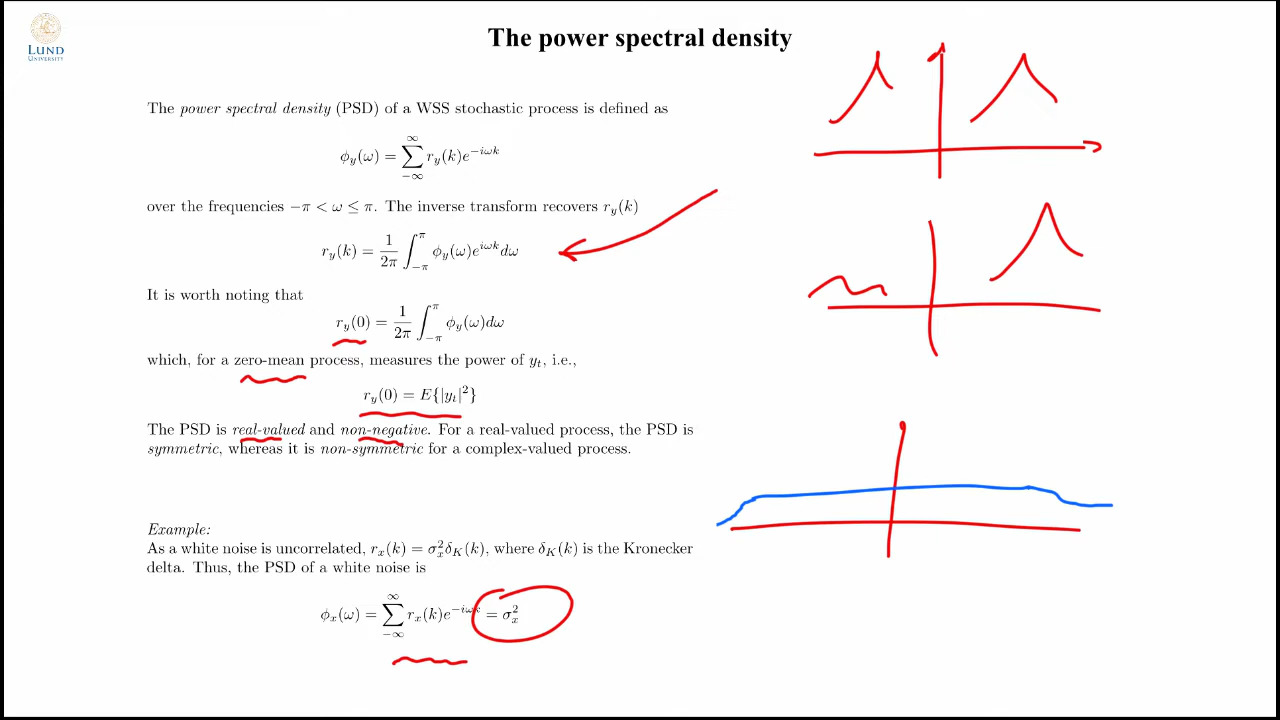 LUND
UNIVERSITY
The power spectral density
The power spectral density (PSD) of a WSS stochastic process is defined as
ϕ_y(ω) = ∑_{−∞}^{∞} r_y(k)e^{−iωk}
over the frequencies −π < ω ≤ π. The inverse transform recovers r_y(k)
r_y(k) = \frac{1}{2π} ∫_{−π}^{π} ϕ_y(ω)e^{iωk}dω
It is worth noting that
r_y(0) = \frac{1}{2π} ∫_{−π}^{π} ϕ_y(ω)dω
which, for a zero-mean process, measures the power of y_t, i.e.,
r_y(0) = E{|y_t|^2}
The PSD is real-valued and non-negative. For a real-valued process, the PSD is
symmetric, whereas it is non-symmetric for a complex-valued process.
Example:
As a white noise is uncorrelated, r_x(k) = σ_x^2 δ_K(k), where δ_K(k) is the Kronecker
delta. Thus, the PSD of a white noise is
ϕ_x(ω) = ∑_{−∞}^{∞} r_x(k)e^{−iωk} = σ_x^2